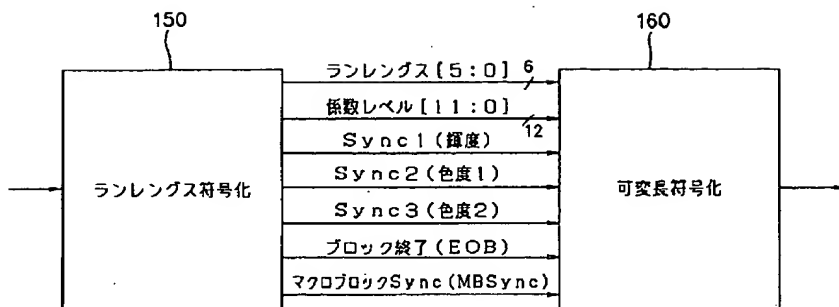 150
160
ランレングス[5:0] 6
係数レベル[11:0]
12
Sync1(輝度)
Sync2(色度1)
ランレングス符号化
可変長符号化
Sync3(色度2)
ブロック終了(EOB)
マクロブロックSync(MBSync)